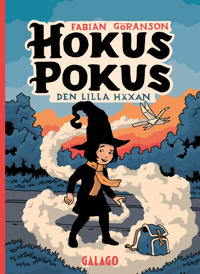 FABIAN GÖRANSON
HOKUS
POKUS
DEN LILLA HÄXAN
GALAGO